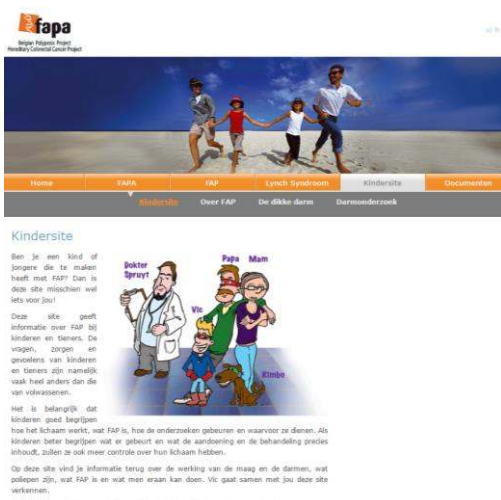 fapa
Belgian Polyposis Project
Hereditary Colorectal Cancer Project
Home FAPA FAP Lynch Syndroom Kindersite Documenten
Kindersite Over FAP De dikke darm Darmonderzoek
Kindersite
Ben je een kind of
jongere die te maken
heeft met FAP? Dan is
deze site misschien wel
iets voor jou!
Deze site geeft
informatie over FAP bij
kinderen en tieners. De
vragen, zorgen en
gevoelens van kinderen
en tieners zijn namelijk
vaak heel anders dan die
van volwassenen.
Het is belangrijk dat
kinderen goed begrijpen
hoe het lichaam werkt, wat FAP is, hoe de onderzoeken gebeuren en waarvoor ze dienen. Als
kinderen beter begrijpen wat er gebeurt en wat de aandoening en de behandeling precies
inhoudt, zullen ze ook meer controle over hun lichaam hebben.
Op deze site vind je informatie terug over de werking van de maag en de darmen, wat
poliepen zijn, wat FAP is en wat men eraan kan doen. Vic gaat samen met jou deze site
verkennen.
Dokter
Spruyt
Papa Mam
Vic
Kimbo